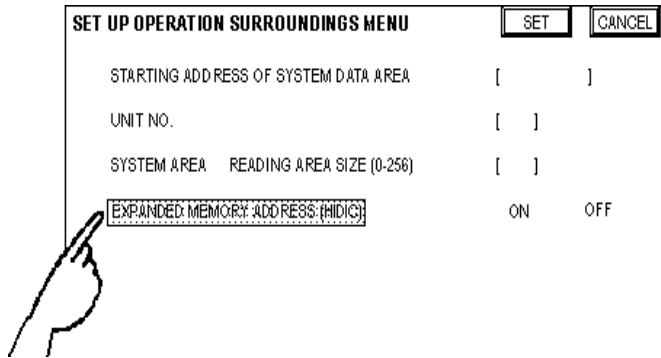 SET UP OPERATION SURROUNDINGS MENU SET CANCEL
STARTING ADDRESS OF SYSTEM DATA AREA [ ]
UNIT NO. [ ]
SYSTEM AREA READING AREA SIZE (0-256) [ ]
EXPANDED MEMORY ADDRESS (HIDIC) ON OFF